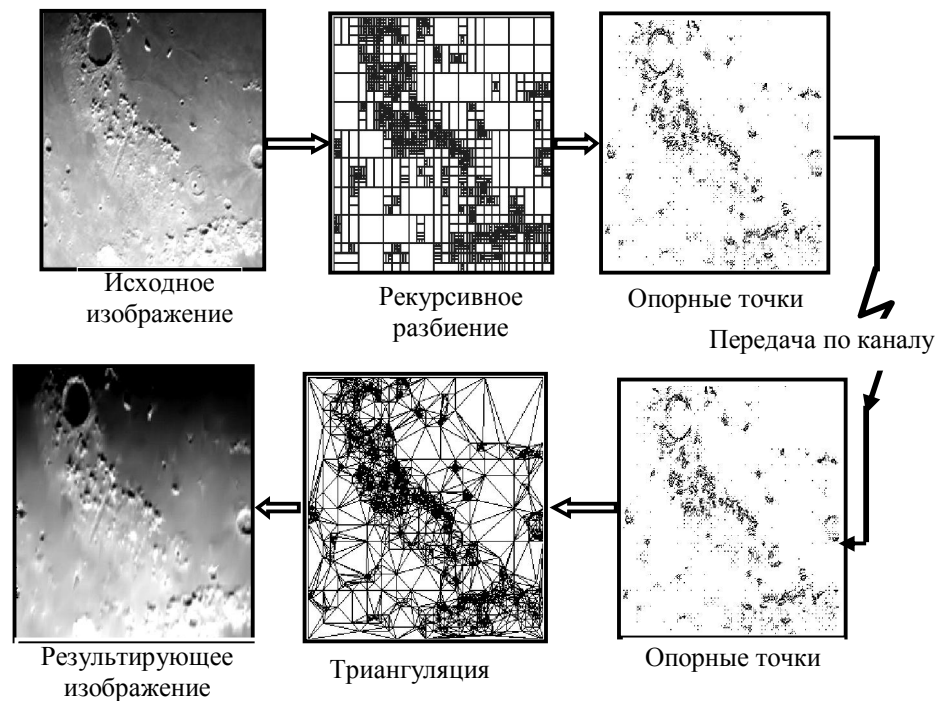 Исходное
изображение
Рекурсивное
разбиение
Опорные точки
Передача по каналу
Результирующее
изображение
Триангуляция
Опорные точки